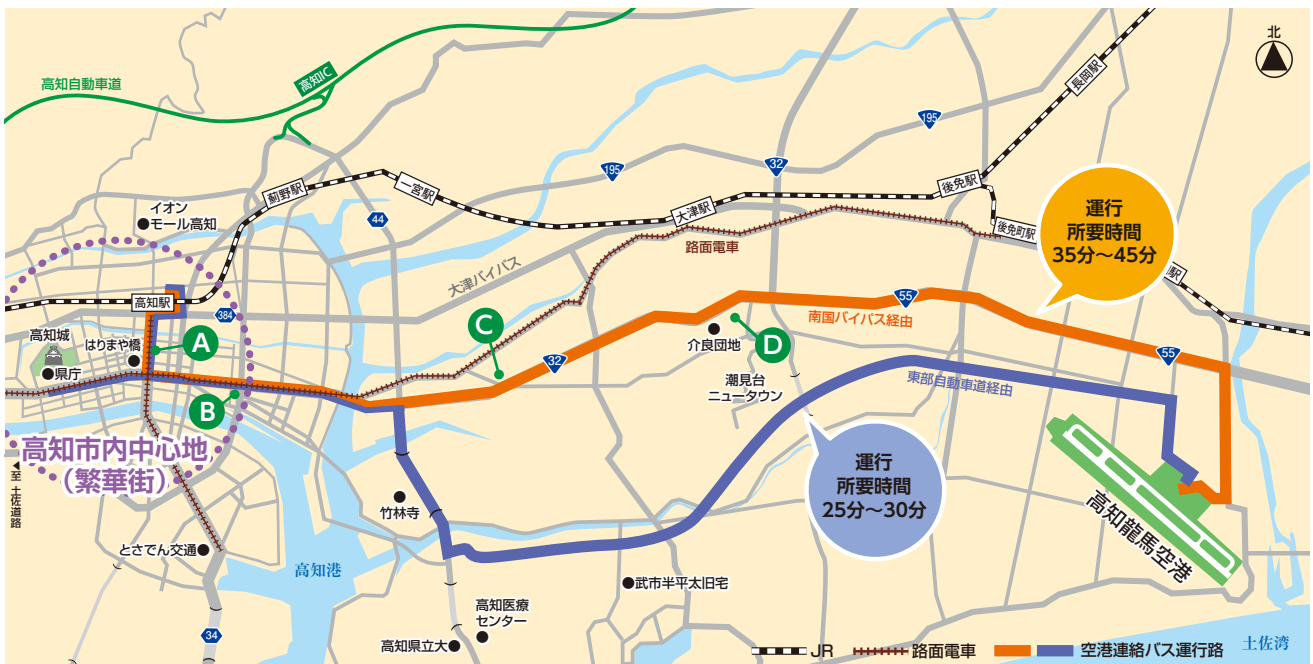 北
高知自動車道
高知IC
長岡駅
195
32
195
薊野駅
一宮駅
後免駅
イオン
モール高知
44
大津駅
後免町駅
路面電車
運行
所要時間
35分～45分
駅
大津バイパス
高知駅
384
55
南国バイパス経由
高知城
はりまや橋
A
C
介良団地
D
55
県庁
32
潮見台
ニュータウン
東部自動車道経由
B
高知市内中心地
(繁華街)
至 土佐道路
運行
所要時間
25分～30分
竹林寺
高知龍馬空港
とさでん交通
高知港
武市半平太旧宅
高知医療
センター
34
高知県立大
JR
路面電車
空港連絡バス運行路
土佐湾